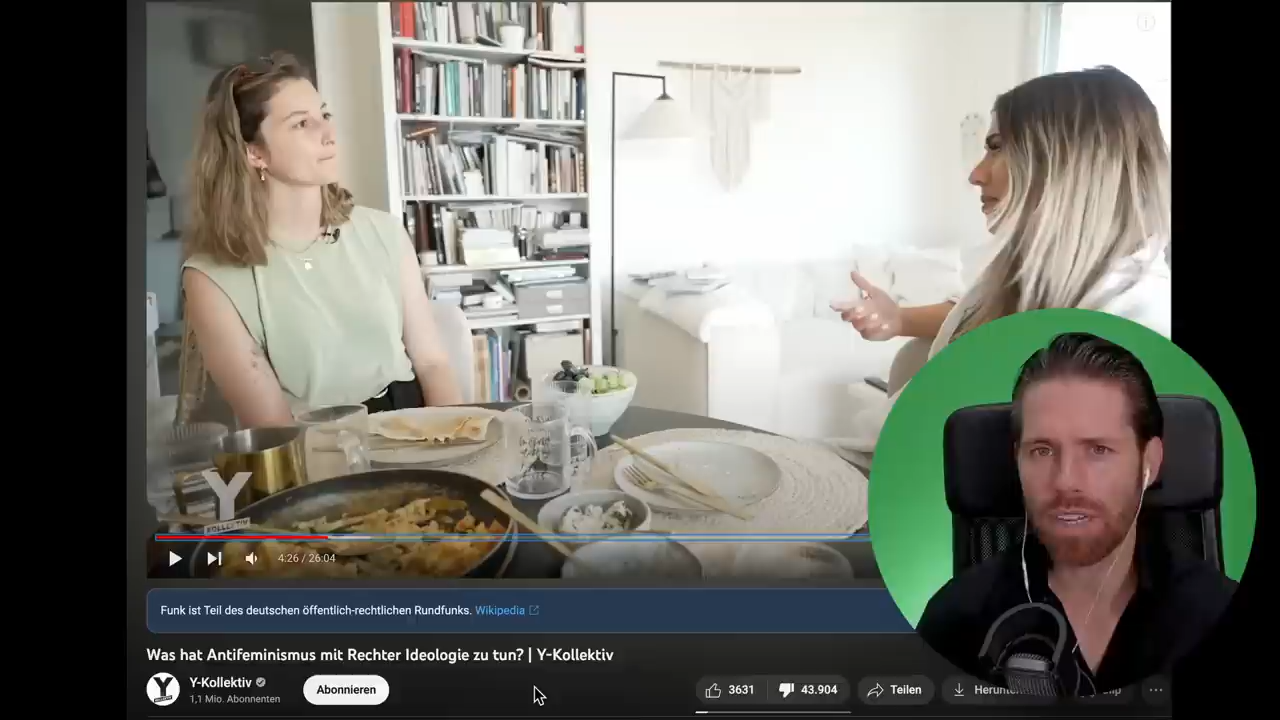 Y
KOLLEKTIV
4:26 / 26:04
Funk ist Teil des deutschen öffentlich-rechtlichen Rundfunks. Wikipedia
Was hat Antifeminismus mit Rechter Ideologie zu tun? | Y-Kollektiv
Y-Kollektiv
1,1 Mio. Abonnenten
Abonnieren
3631
43.904
Teilen